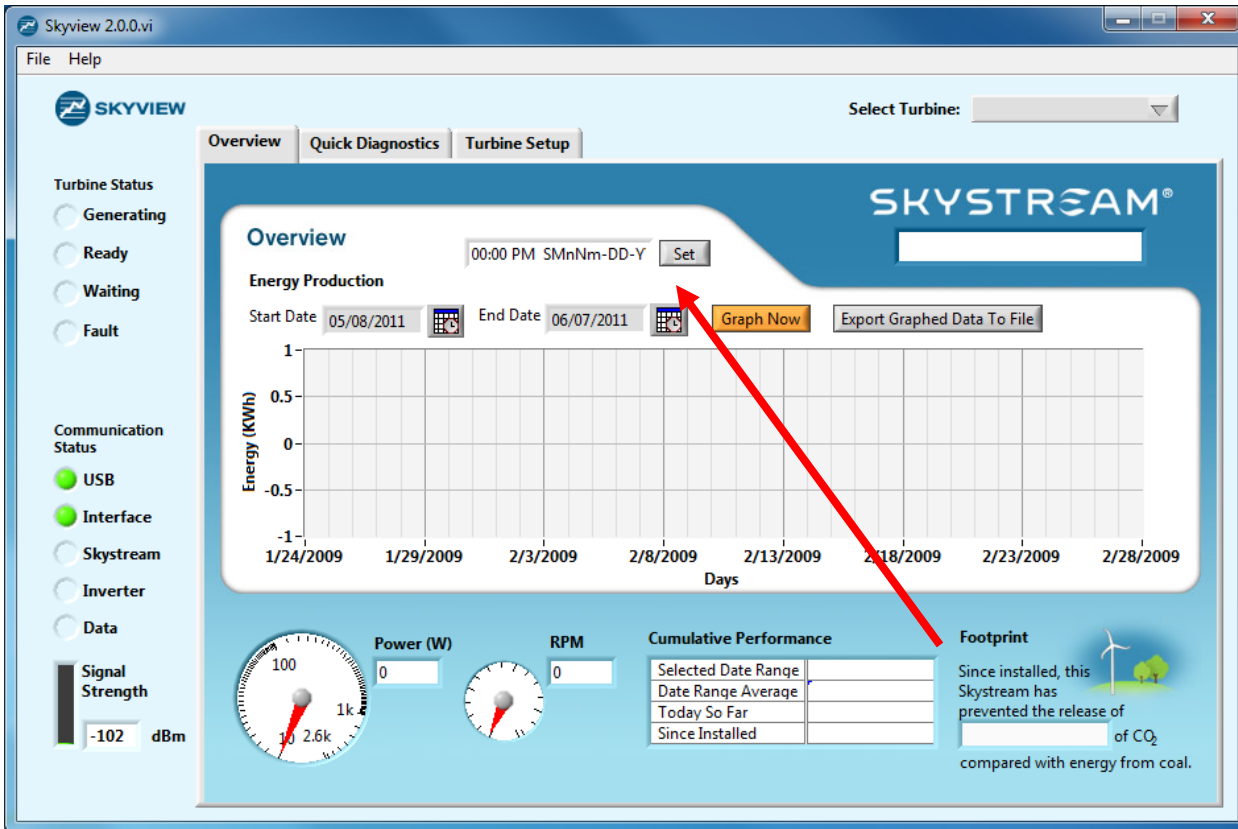 Skyview 2.0.0.vi
File Help
SKYVIEW
Select Turbine:
Overview Quick Diagnostics Turbine Setup
Turbine Status
Generating
Ready
Waiting
Fault
Communication
Status
USB
Interface
Skystream
Inverter
Data
Signal
Strength
-102 dBm
SKYSTREAM®
Overview
00:00 PM SMnNm-DD-Y Set
Energy Production
Start Date 05/08/2011 End Date 06/07/2011 Graph Now Export Graphed Data To File
Energy (KWh)
1
0.5
0
-0.5
-1
1/24/2009 1/29/2009 2/3/2009 2/8/2009 2/13/2009 2/18/2009 2/23/2009 2/28/2009
Days
100
1k
10 2.6k
Power (W)
0
RPM
0
Cumulative Performance
Selected Date Range
Date Range Average
Today So Far
Since Installed
Footprint
Since installed, this
Skystream has
prevented the release of
of CO2
compared with energy from coal.